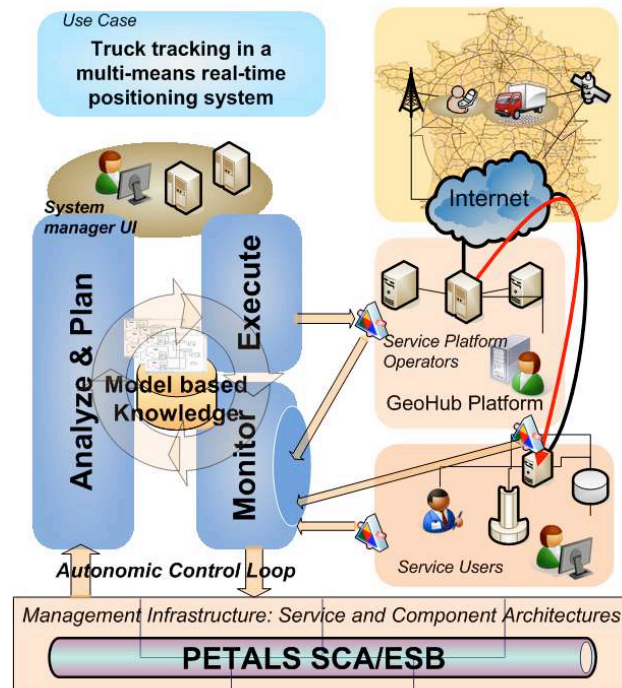 Use Case
Truck tracking in a
multi-means real-time
positioning system
Internet
System
manager UI
Analyze & Plan
Execute
Model based
Knowledge
Monitor
Service Platform
Operators
GeoHub Platform
Service Users
Autonomic Control Loop
Management Infrastructure: Service and Component Architectures
PETALS SCA/ESB